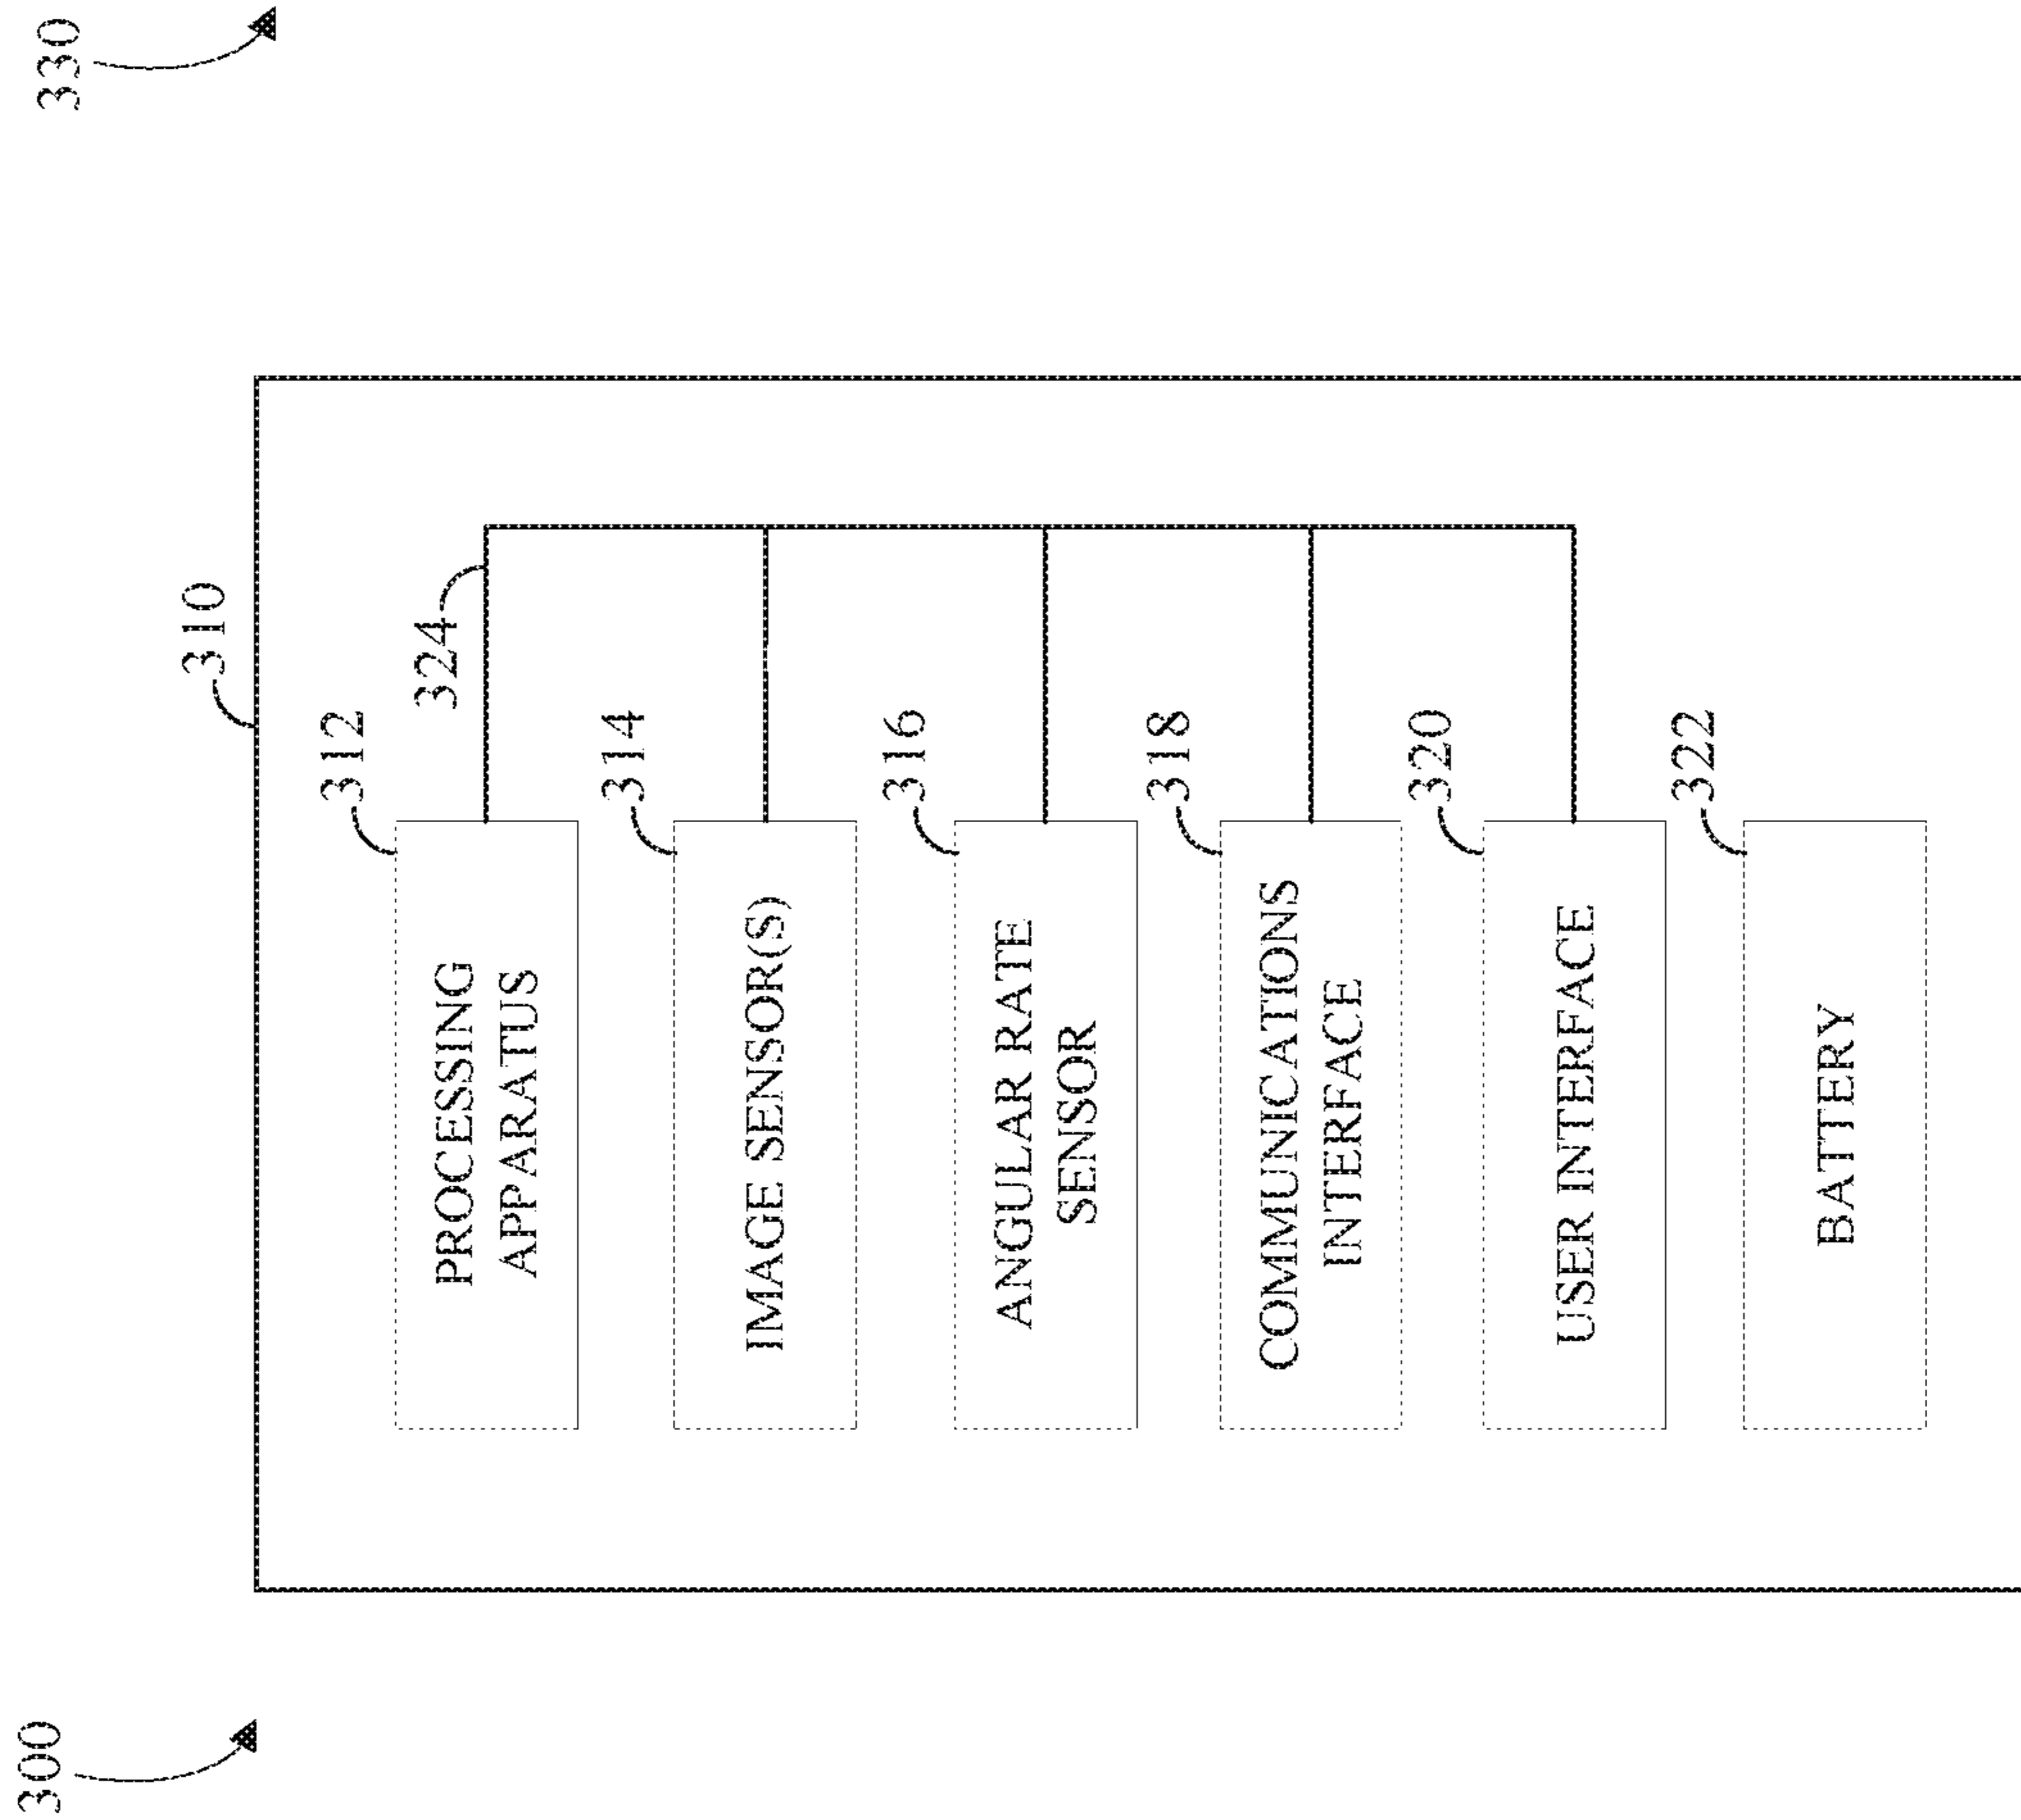 300
330
310
324
312
PROCESSING
APPARATUS
314
IMAGE SENSOR(S)
316
ANGULAR RATE
SENSOR
318
COMMUNICATIONS
INTERFACE
320
USER INTERFACE
322
BATTERY